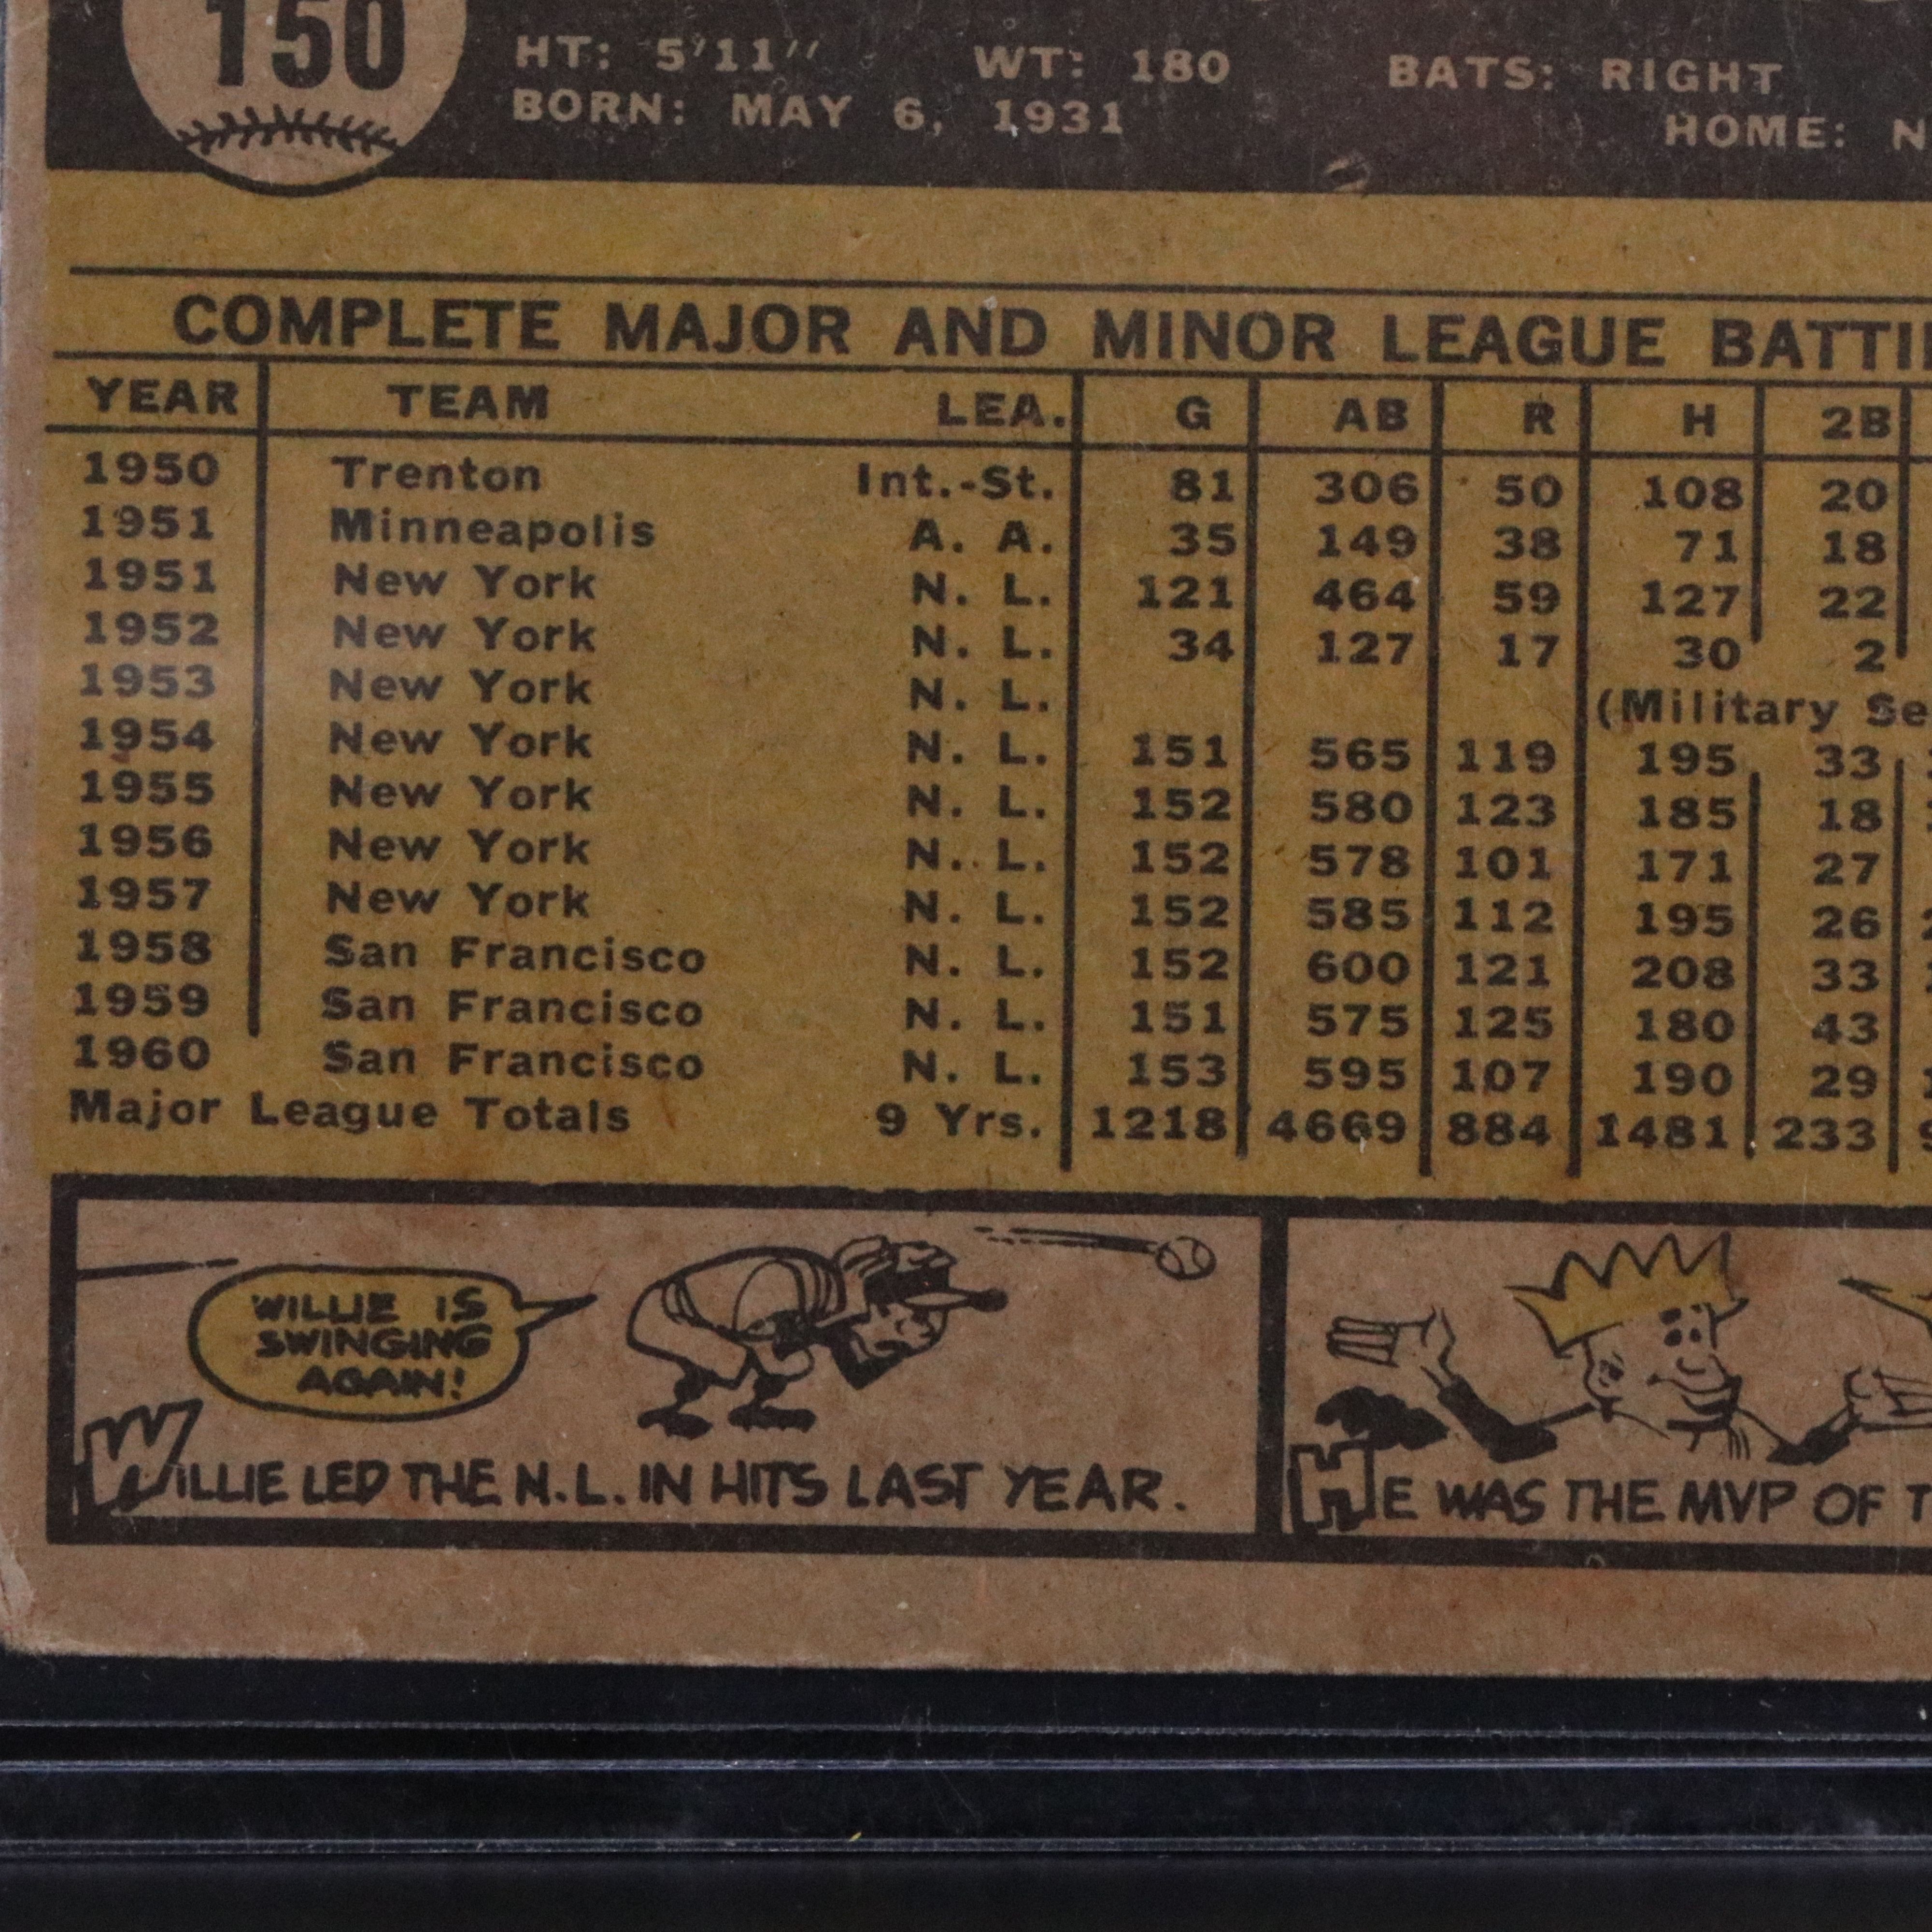 150
HT: 5'11" WT: 180 BATS: RIGHT
BORN: MAY 6, 1931 HOME: N
COMPLETE MAJOR AND MINOR LEAGUE BATTI
YEAR TEAM LEA. G AB R H 2B
1950 Trenton Int.-St. 81 306 50 108 20
1951 Minneapolis A. A. 35 149 38 71 18
1951 New York N. L. 121 464 59 127 22
1952 New York N. L. 34 127 17 30 2
1953 New York N. L. (Military Se
1954 New York N. L. 151 565 119 195 33
1955 New York N. L. 152 580 123 185 18
1956 New York N. L. 152 578 101 171 27
1957 New York N. L. 152 585 112 195 26
1958 San Francisco N. L. 152 600 121 208 33
1959 San Francisco N. L. 151 575 125 180 43
1960 San Francisco N. L. 153 595 107 190 29
Major League Totals 9 Yrs. 1218 4669 884 1481 233
WILLIE IS
SWINGING
AGAIN!
WILLIE LED THE N.L. IN HITS LAST YEAR.
HE WAS THE MVP OF T